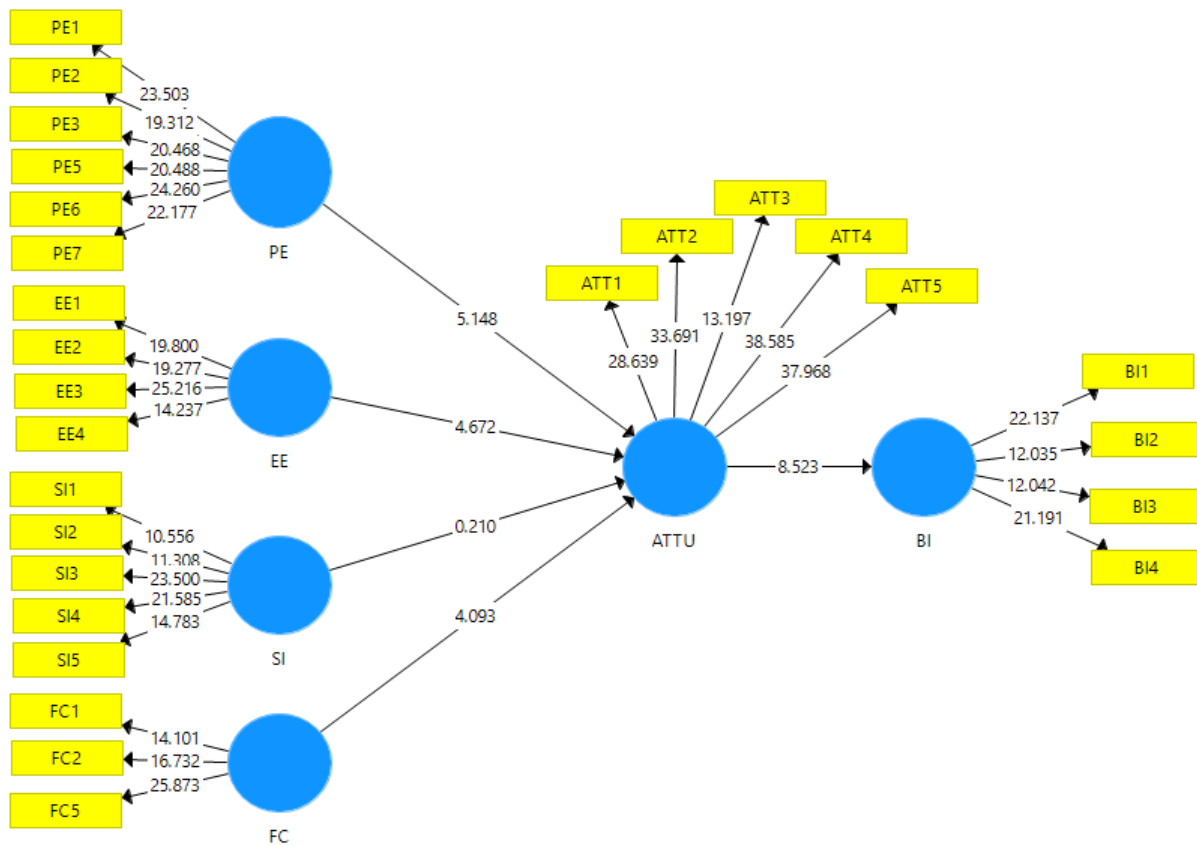 PE1
PE2
PE3
PE5
PE6
PE7
23.503
19.312
20.468
20.488
24.260
22.177
PE
EE1
EE2
EE3
EE4
19.800
19.277
25.216
14.237
EE
SI1
SI2
SI3
SI4
SI5
10.556
11.308
23.500
21.585
14.783
SI
FC1
FC2
FC5
14.101
16.732
25.873
FC
5.148
4.672
0.210
4.093
ATT1
ATT2
ATT3
ATT4
ATT5
28.639
33.691
13.197
38.585
37.968
ATTU
8.523
BI
22.137
12.035
12.042
21.191
BI1
BI2
BI3
BI4